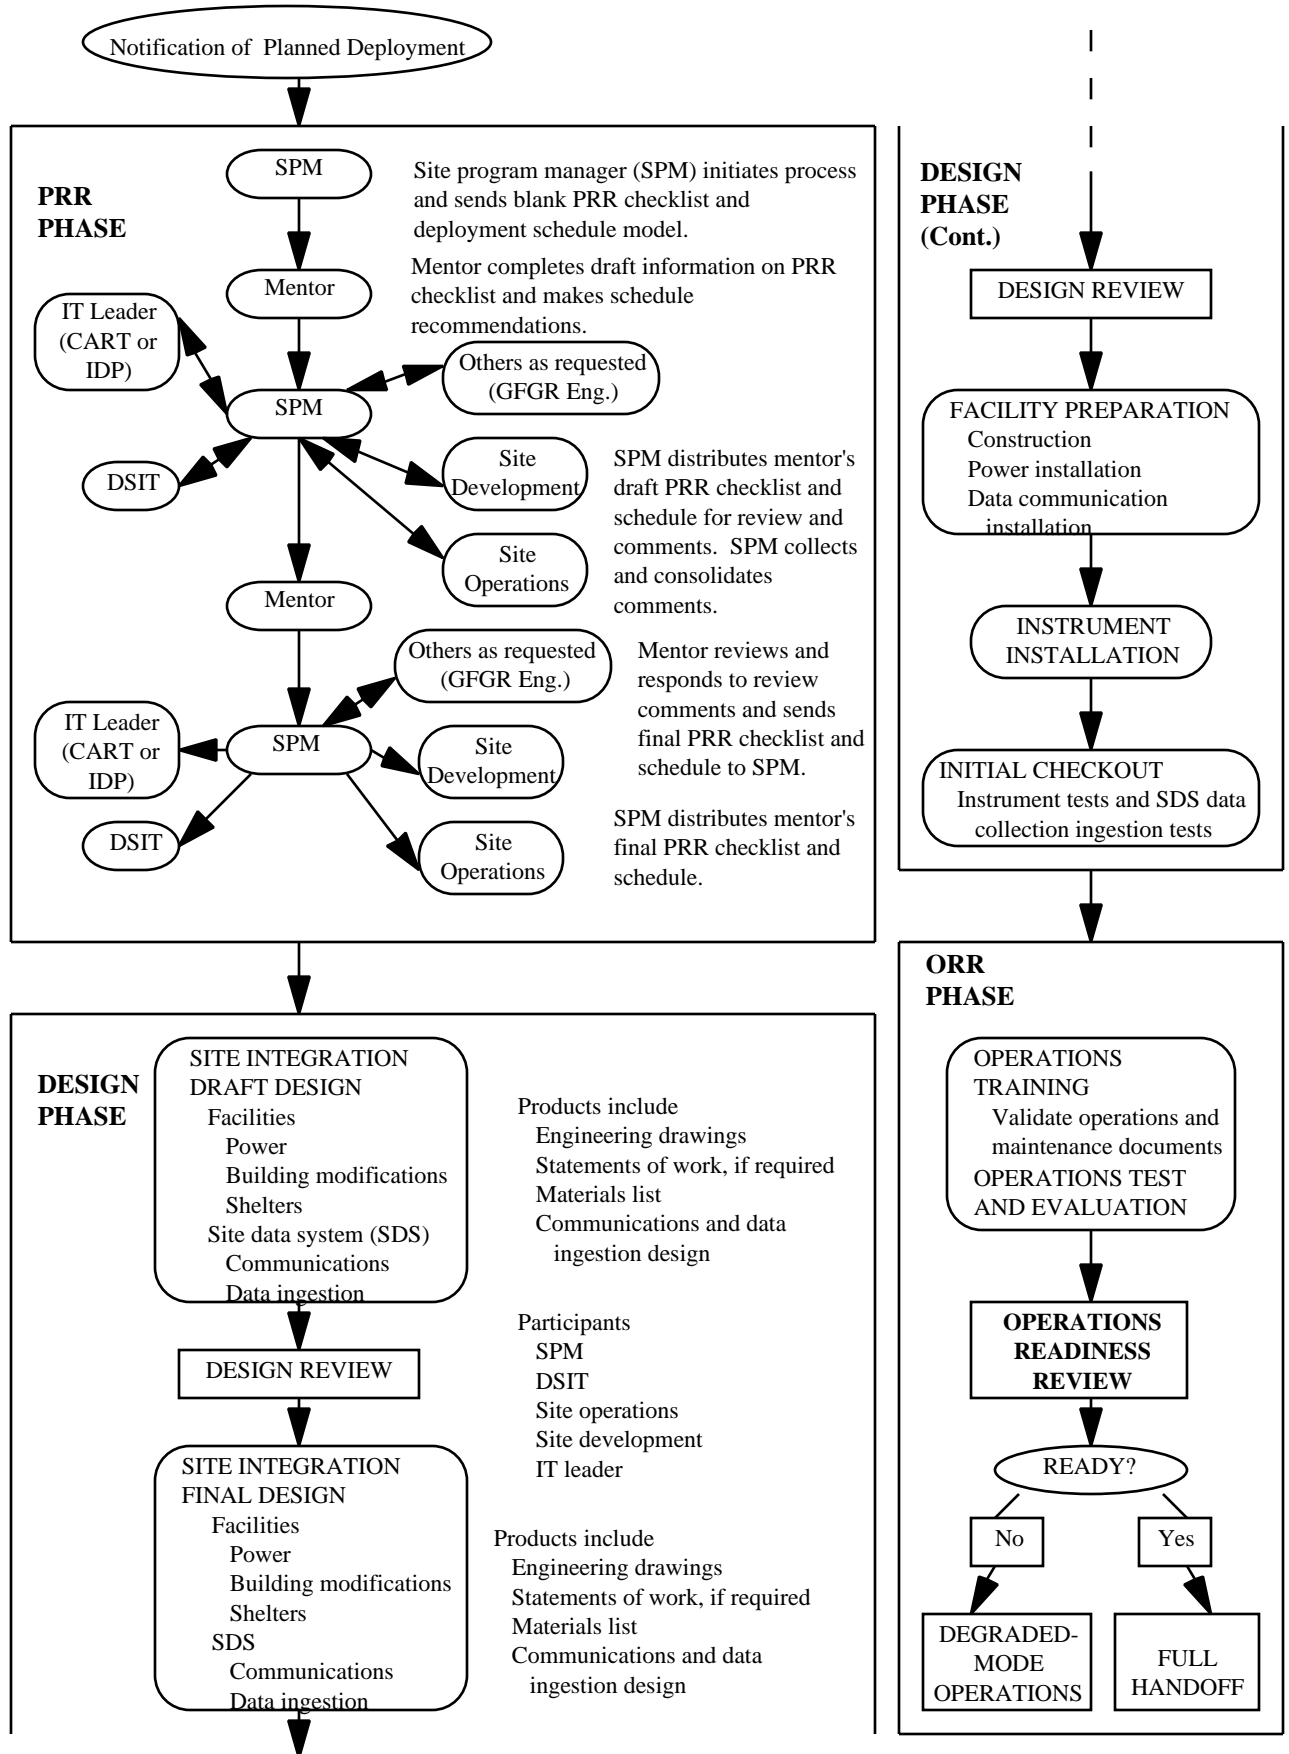 Notification of Planned Deployment
PRR
PHASE
SPM
Site program manager (SPM) initiates process
and sends blank PRR checklist and
deployment schedule model.
Mentor
Mentor completes draft information on PRR
checklist and makes schedule
recommendations.
IT Leader
(CART or
IDP)
Others as requested
(GFGR Eng.)
SPM
DSIT
Site
Development
SPM distributes mentor's
draft PRR checklist and
schedule for review and
comments. SPM collects
and consolidates
comments.
Site
Operations
Mentor
Others as requested
(GFGR Eng.)
Mentor reviews and
responds to review
comments and sends
final PRR checklist and
schedule to SPM.
IT Leader
(CART or
IDP)
SPM
Site
Development
DSIT
Site
Operations
SPM distributes mentor's
final PRR checklist and
schedule.
DESIGN
PHASE
SITE INTEGRATION
DRAFT DESIGN
Facilities
Power
Building modifications
Shelters
Site data system (SDS)
Communications
Data ingestion
Products include
Engineering drawings
Statements of work, if required
Materials list
Communications and data
ingestion design
DESIGN REVIEW
Participants
SPM
DSIT
Site operations
Site development
IT leader
SITE INTEGRATION
FINAL DESIGN
Facilities
Power
Building modifications
Shelters
SDS
Communications
Data ingestion
Products include
Engineering drawings
Statements of work, if required
Materials list
Communications and data
ingestion design
DESIGN
PHASE
(Cont.)
DESIGN REVIEW
FACILITY PREPARATION
Construction
Power installation
Data communication
installation
INSTRUMENT
INSTALLATION
INITIAL CHECKOUT
Instrument tests and SDS data
collection ingestion tests
ORR
PHASE
OPERATIONS
TRAINING
Validate operations and
maintenance documents
OPERATIONS TEST
AND EVALUATION
OPERATIONS
READINESS
REVIEW
READY?
No
Yes
DEGRADED-
MODE
OPERATIONS
FULL
HANDOFF